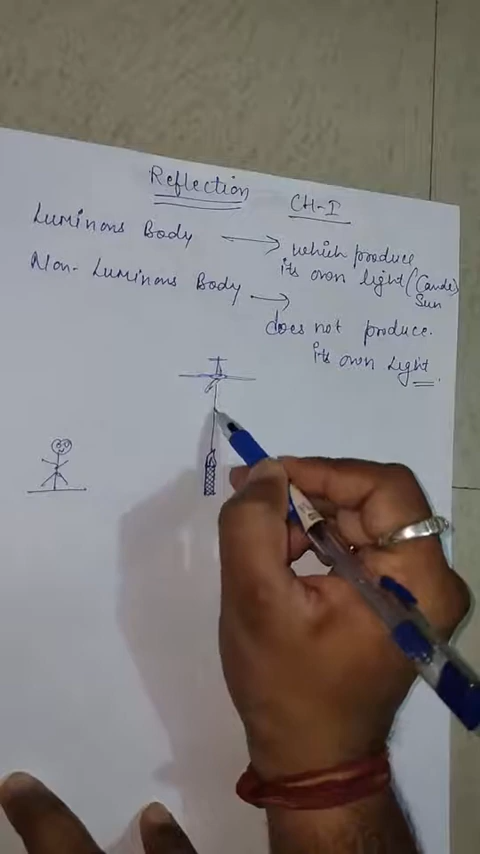 Reflection CH-I
Luminous Body → which produce
its own light (Candel
Sun
Non-Luminous Body →
does not produce.
its own light.